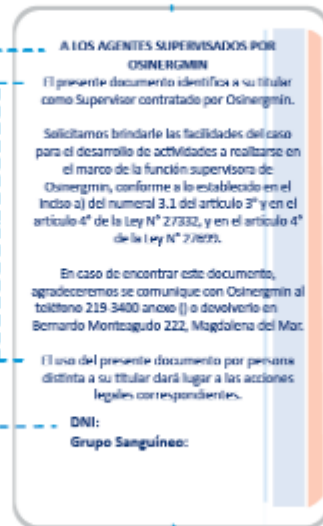 A LOS AGENTES SUPERVISADOS POR
OSINERGMIN
El presente documento identifica a su titular
como Supervisor contratado por Osinergmin.
Solicitamos brindarle las facilidades del caso
para el desarrollo de actividades a realizarse en
el marco de la función supervisora de
Osinergmin, conforme a lo establecido en el
Inciso a) del numeral 3.1 del artículo 3° y en el
artículo 4° de la Ley N° 27332, y en el artículo 4°
de la Ley N° 27699.
En caso de encontrar este documento,
agradeceremos se comunique con Osinergmin al
teléfono 219-3400 anexo () o devolverlo en
Bernardo Monteagudo 222, Magdalena del Mar.
El uso del presente documento por persona
distinta a su titular dará lugar a las acciones
legales correspondientes.
DNI:
Grupo Sanguíneo: